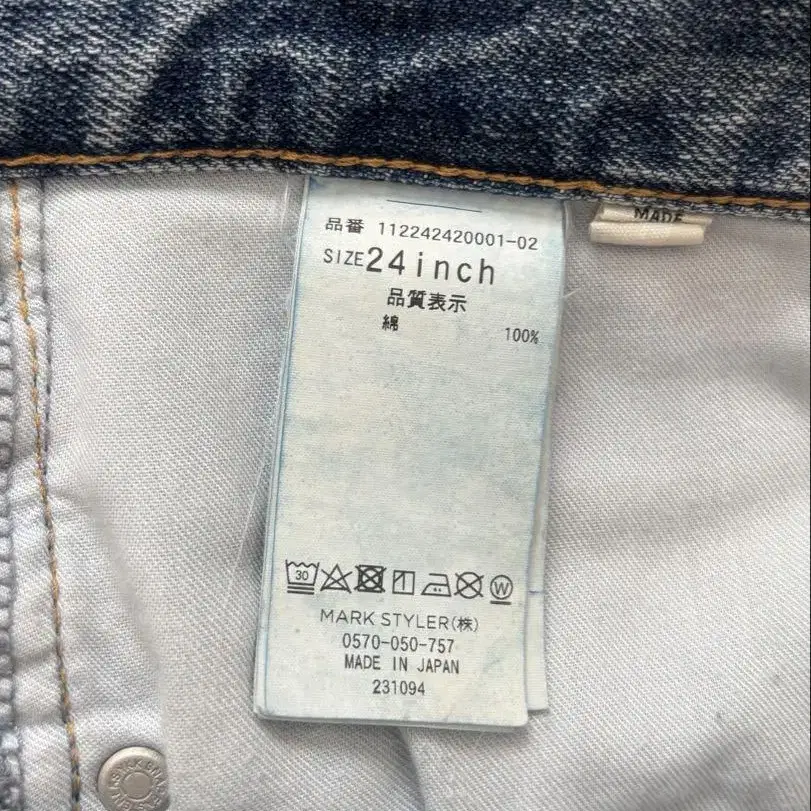 MADE
品番 112242420001-02
SIZE24inch
品質表示
綿 100%
30
W
MARK STYLER(株)
0570-050-757
MADE IN JAPAN
231094